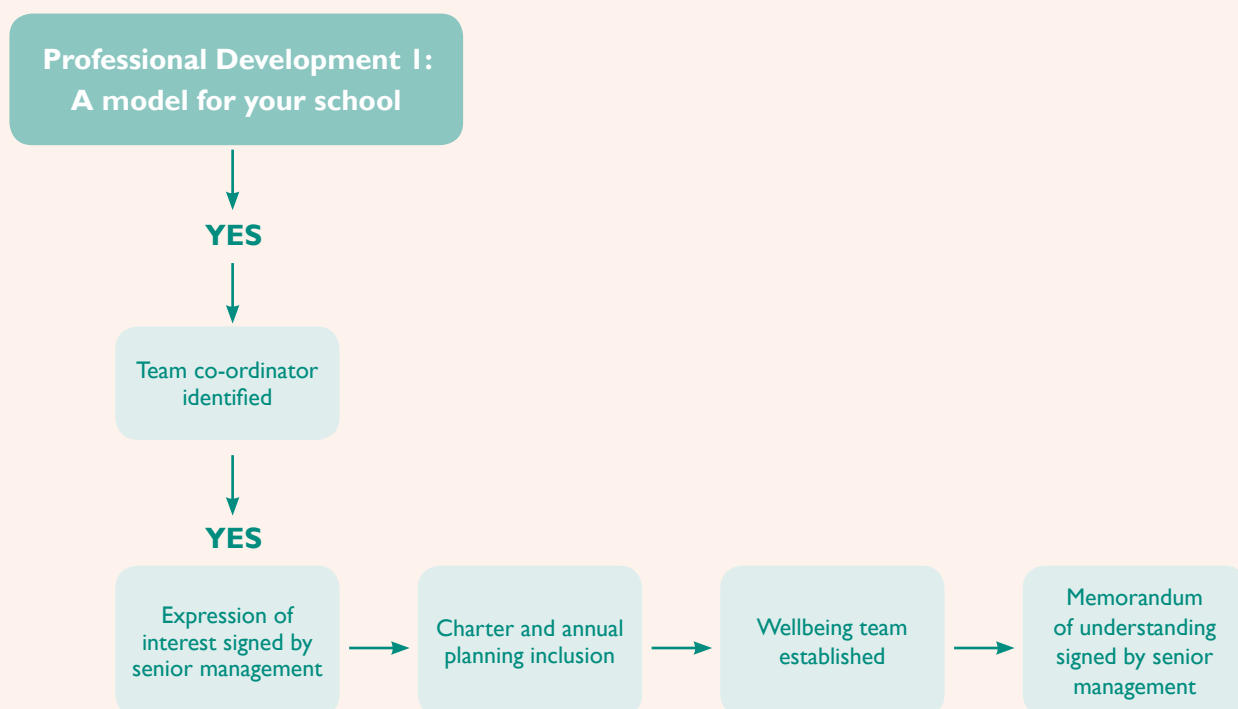 Professional Development 1:
A model for your school
YES
Team co-ordinator
identified
YES
Expression of
interest signed by
senior management
Charter and annual
planning inclusion
Wellbeing team
established
Memorandum
of understanding
signed by senior
management